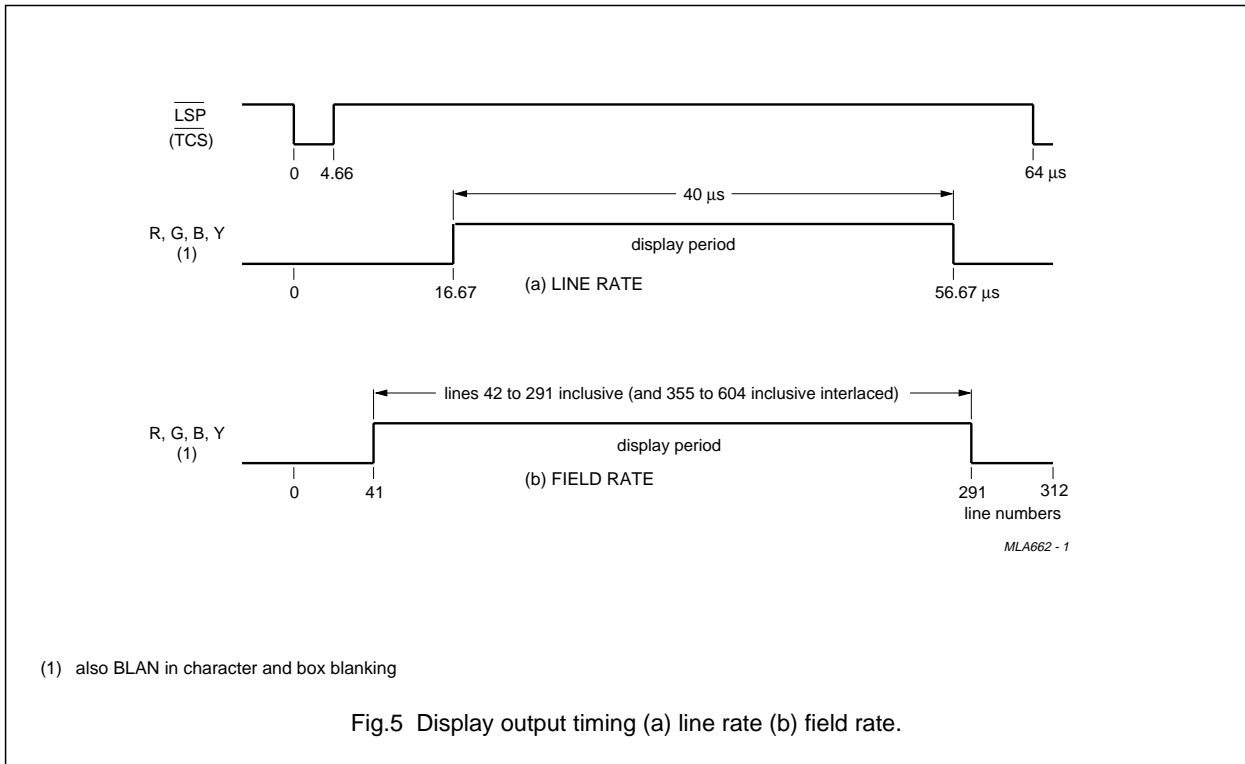 LSP
(TCS)
0 4.66 64 µs
40 µs
R, G, B, Y
(1)
display period
0 16.67 (a) LINE RATE 56.67 µs
lines 42 to 291 inclusive (and 355 to 604 inclusive interlaced)
R, G, B, Y
(1)
display period
0 41 (b) FIELD RATE 291 312
line numbers
MLA662 - 1
(1) also BLAN in character and box blanking
Fig.5 Display output timing (a) line rate (b) field rate.